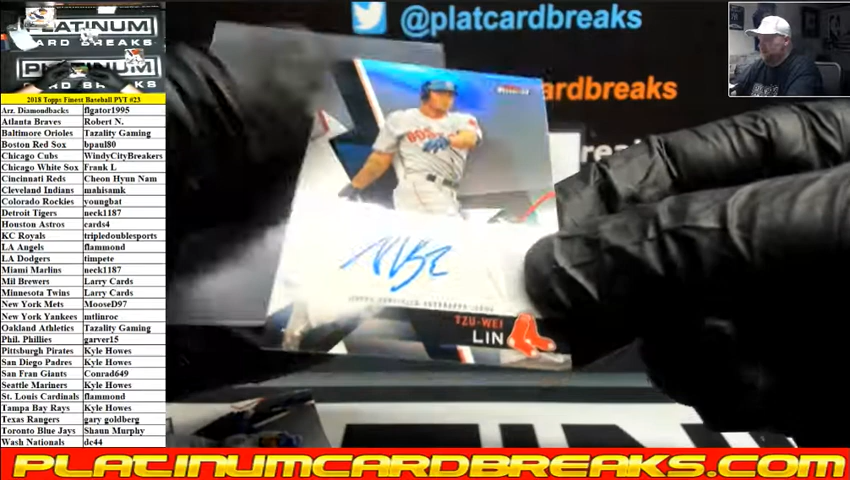 @platcardbreaks
PLATINUM
CARD BREAKS
PLATINUM
cardbreaks
2018 Topps Finest Baseball PYT #23
Arz. Diamondbacks flgator1995
Atlanta Braves Robert N.
Baltimore Orioles Tazality Gaming
Boston Red Sox bpaul80
Chicago Cubs WindyCityBreakers
Chicago White Sox Frank L
Cincinnati Reds Cheon Hyun Nam
Cleveland Indians mahisamk
Colorado Rockies youngbat
Detroit Tigers neck1187
Houston Astros cards4
KC Royals tripledoublesports
LA Angels flammond
LA Dodgers timpete
Miami Marlins neck1187
Mil Brewers Larry Cards
Minnesota Twins Larry Cards
New York Mets MooseD97
New York Yankees mtlinroc
Oakland Athletics Tazality Gaming
Phil. Phillies garver15
Pittsburgh Pirates Kyle Howes
San Diego Padres Kyle Howes
San Fran Giants Conrad649
Seattle Mariners Kyle Howes
St. Louis Cardinals flammond
Tampa Bay Rays Kyle Howes
Texas Rangers gary goldberg
Toronto Blue Jays Shaun Murphy
Wash Nationals dc44
TZU-WEI
LIN
PLATINUMCARDBREAKS.COM